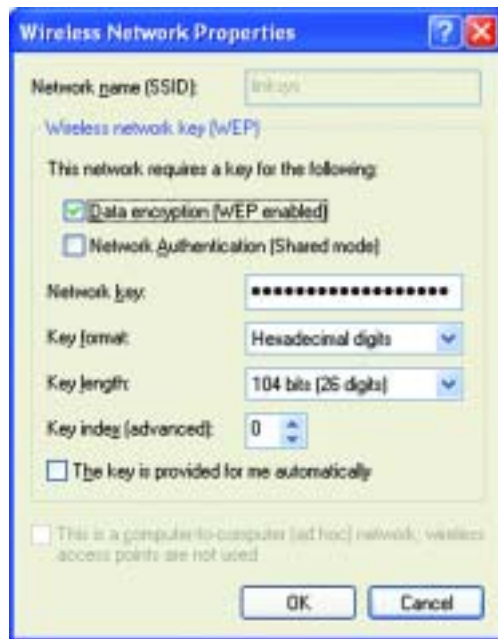 Wireless Network Properties
Network name (SSID): linksys
Wireless network key (WEP)
This network requires a key for the following:
Data encryption (WEP enabled)
Network Authentication (Shared mode)
Network key: ••••••••••••••••••
Key format: Hexadecimal digits
Key length: 104 bits (26 digits)
Key index (advanced): 0
The key is provided for me automatically
This is a computer-to-computer (ad hoc) network; wireless
access points are not used
OK Cancel